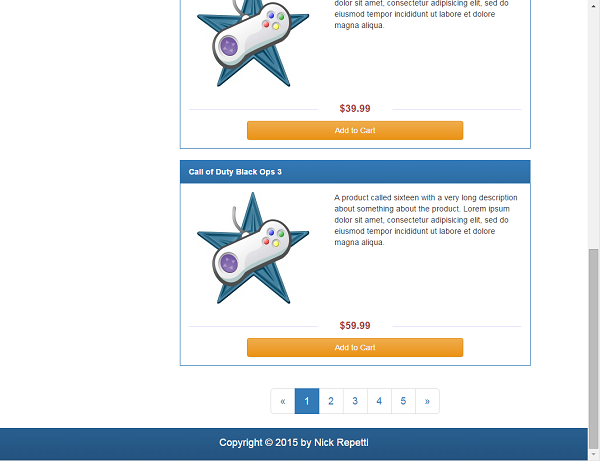 dolor sit amet, consectetur adipisicing elit, sed do
eiusmod tempor incididunt ut labore et dolore
magna aliqua.
$39.99
Add to Cart
Call of Duty Black Ops 3
A product called sixteen with a very long description
about something about the product. Lorem ipsum
dolor sit amet, consectetur adipisicing elit, sed do
eiusmod tempor incididunt ut labore et dolore
magna aliqua.
$59.99
Add to Cart
« 1 2 3 4 5 »
Copyright © 2015 by Nick Repetti